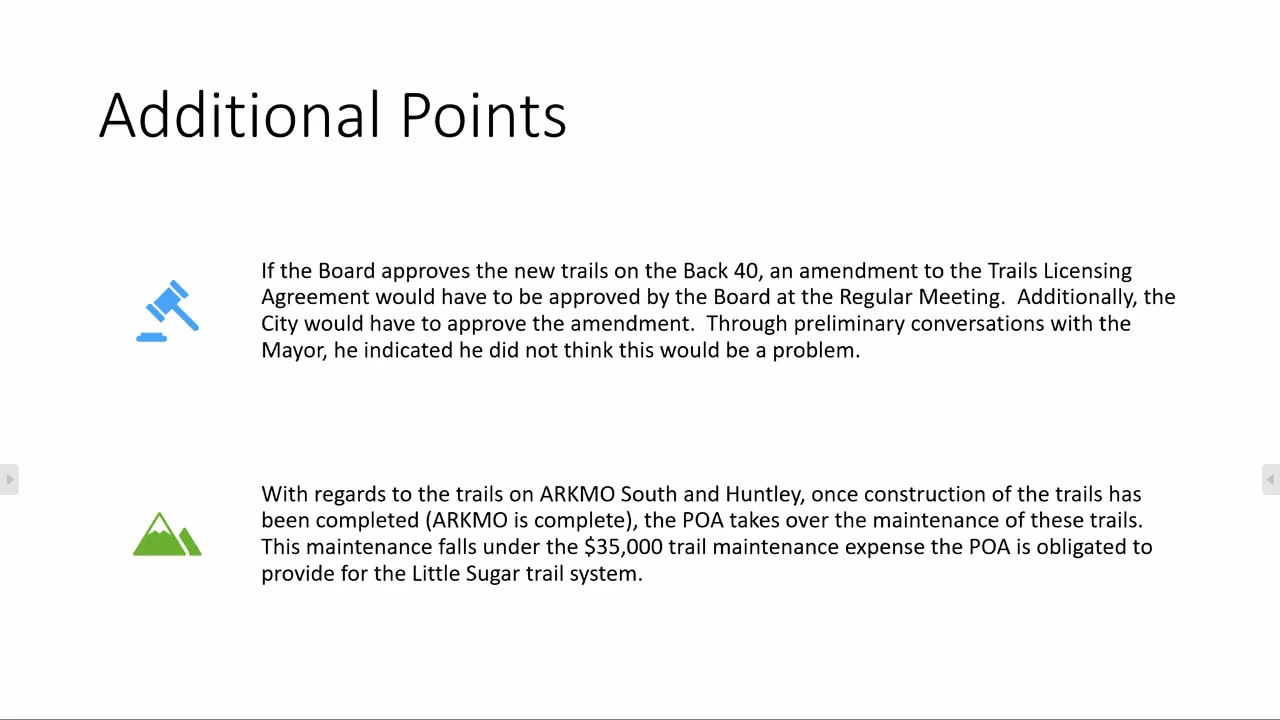 Additional Points
If the Board approves the new trails on the Back 40, an amendment to the Trails Licensing
Agreement would have to be approved by the Board at the Regular Meeting.  Additionally, the
City would have to approve the amendment.  Through preliminary conversations with the
Mayor, he indicated he did not think this would be a problem.
With regards to the trails on ARKMO South and Huntley, once construction of the trails has
been completed (ARKMO is complete), the POA takes over the maintenance of these trails.
This maintenance falls under the $35,000 trail maintenance expense the POA is obligated to
provide for the Little Sugar trail system.